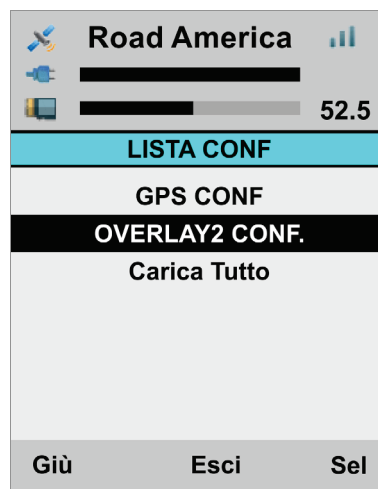 Road America
52.5
LISTA CONF
GPS CONF
OVERLAY2 CONF.
Carica Tutto
Giù Esci Sel